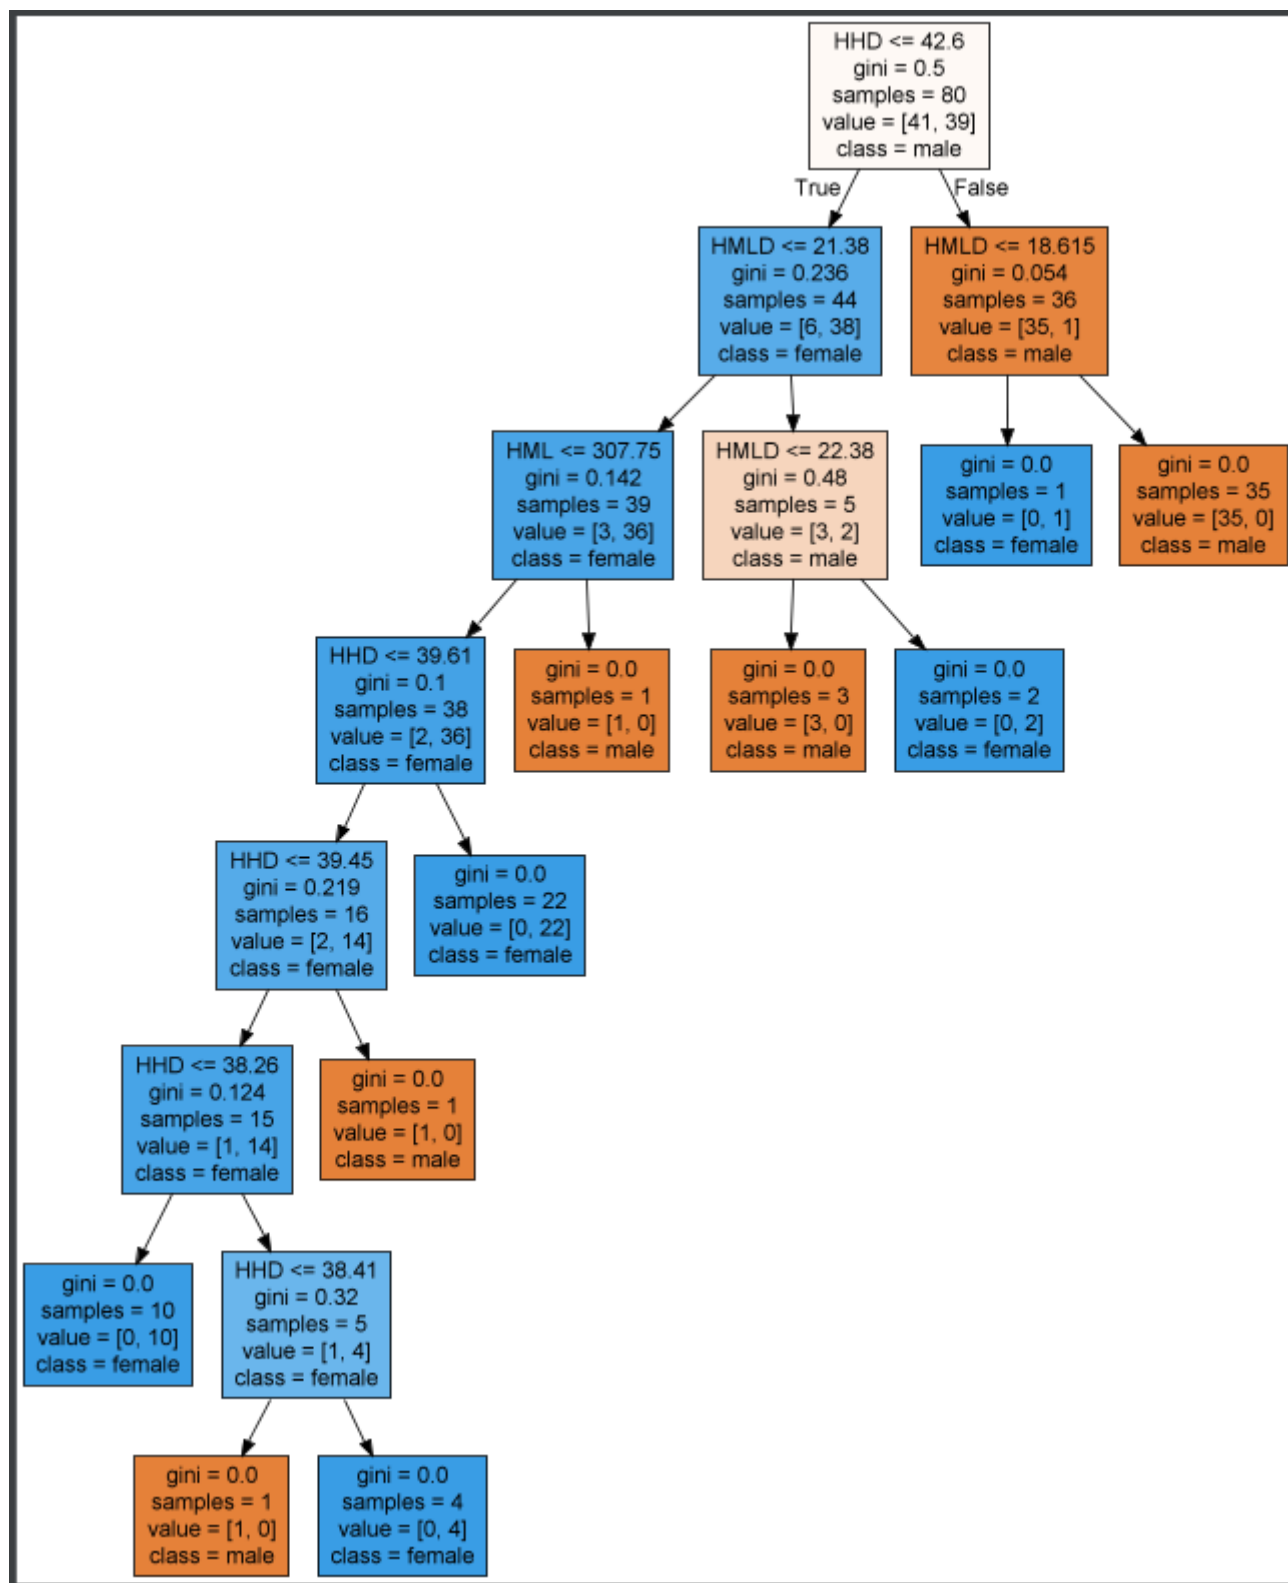 HHD <= 42.6
gini = 0.5
samples = 80
value = [41, 39]
class = male
True
False
HMLD <= 21.38
gini = 0.236
samples = 44
value = [6, 38]
class = female
HMLD <= 18.615
gini = 0.054
samples = 36
value = [35, 1]
class = male
HML <= 307.75
gini = 0.142
samples = 39
value = [3, 36]
class = female
HMLD <= 22.38
gini = 0.48
samples = 5
value = [3, 2]
class = male
gini = 0.0
samples = 1
value = [0, 1]
class = female
gini = 0.0
samples = 35
value = [35, 0]
class = male
HHD <= 39.61
gini = 0.1
samples = 38
value = [2, 36]
class = female
gini = 0.0
samples = 1
value = [1, 0]
class = male
gini = 0.0
samples = 3
value = [3, 0]
class = male
gini = 0.0
samples = 2
value = [0, 2]
class = female
HHD <= 39.45
gini = 0.219
samples = 16
value = [2, 14]
class = female
gini = 0.0
samples = 22
value = [0, 22]
class = female
HHD <= 38.26
gini = 0.124
samples = 15
value = [1, 14]
class = female
gini = 0.0
samples = 1
value = [1, 0]
class = male
gini = 0.0
samples = 10
value = [0, 10]
class = female
HHD <= 38.41
gini = 0.32
samples = 5
value = [1, 4]
class = female
gini = 0.0
samples = 1
value = [1, 0]
class = male
gini = 0.0
samples = 4
value = [0, 4]
class = female